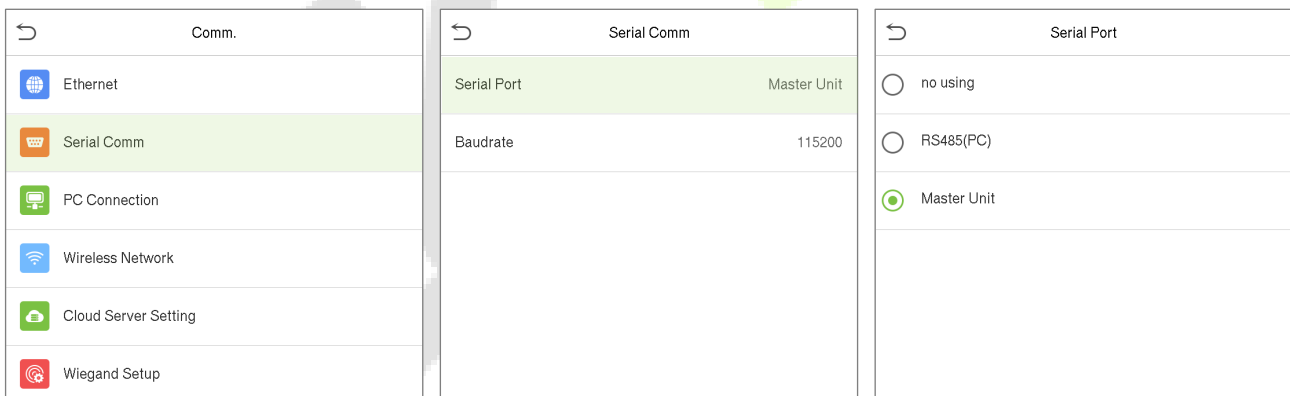 Comm.
Ethernet
Serial Comm
PC Connection
Wireless Network
Cloud Server Setting
Wiegand Setup
Serial Comm
Serial Port Master Unit
Baudrate 115200
Serial Port
no using
RS485(PC)
Master Unit